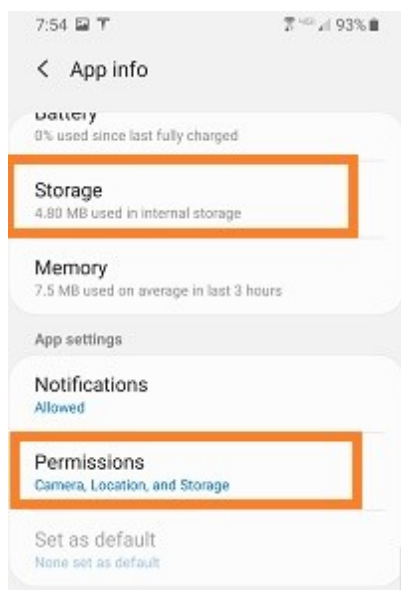 7:54 93%
App info
Battery
0% used since last fully charged
Storage
4.80 MB used in internal storage
Memory
7.5 MB used on average in last 3 hours
App settings
Notifications
Allowed
Permissions
Camera, Location, and Storage
Set as default
None set as default